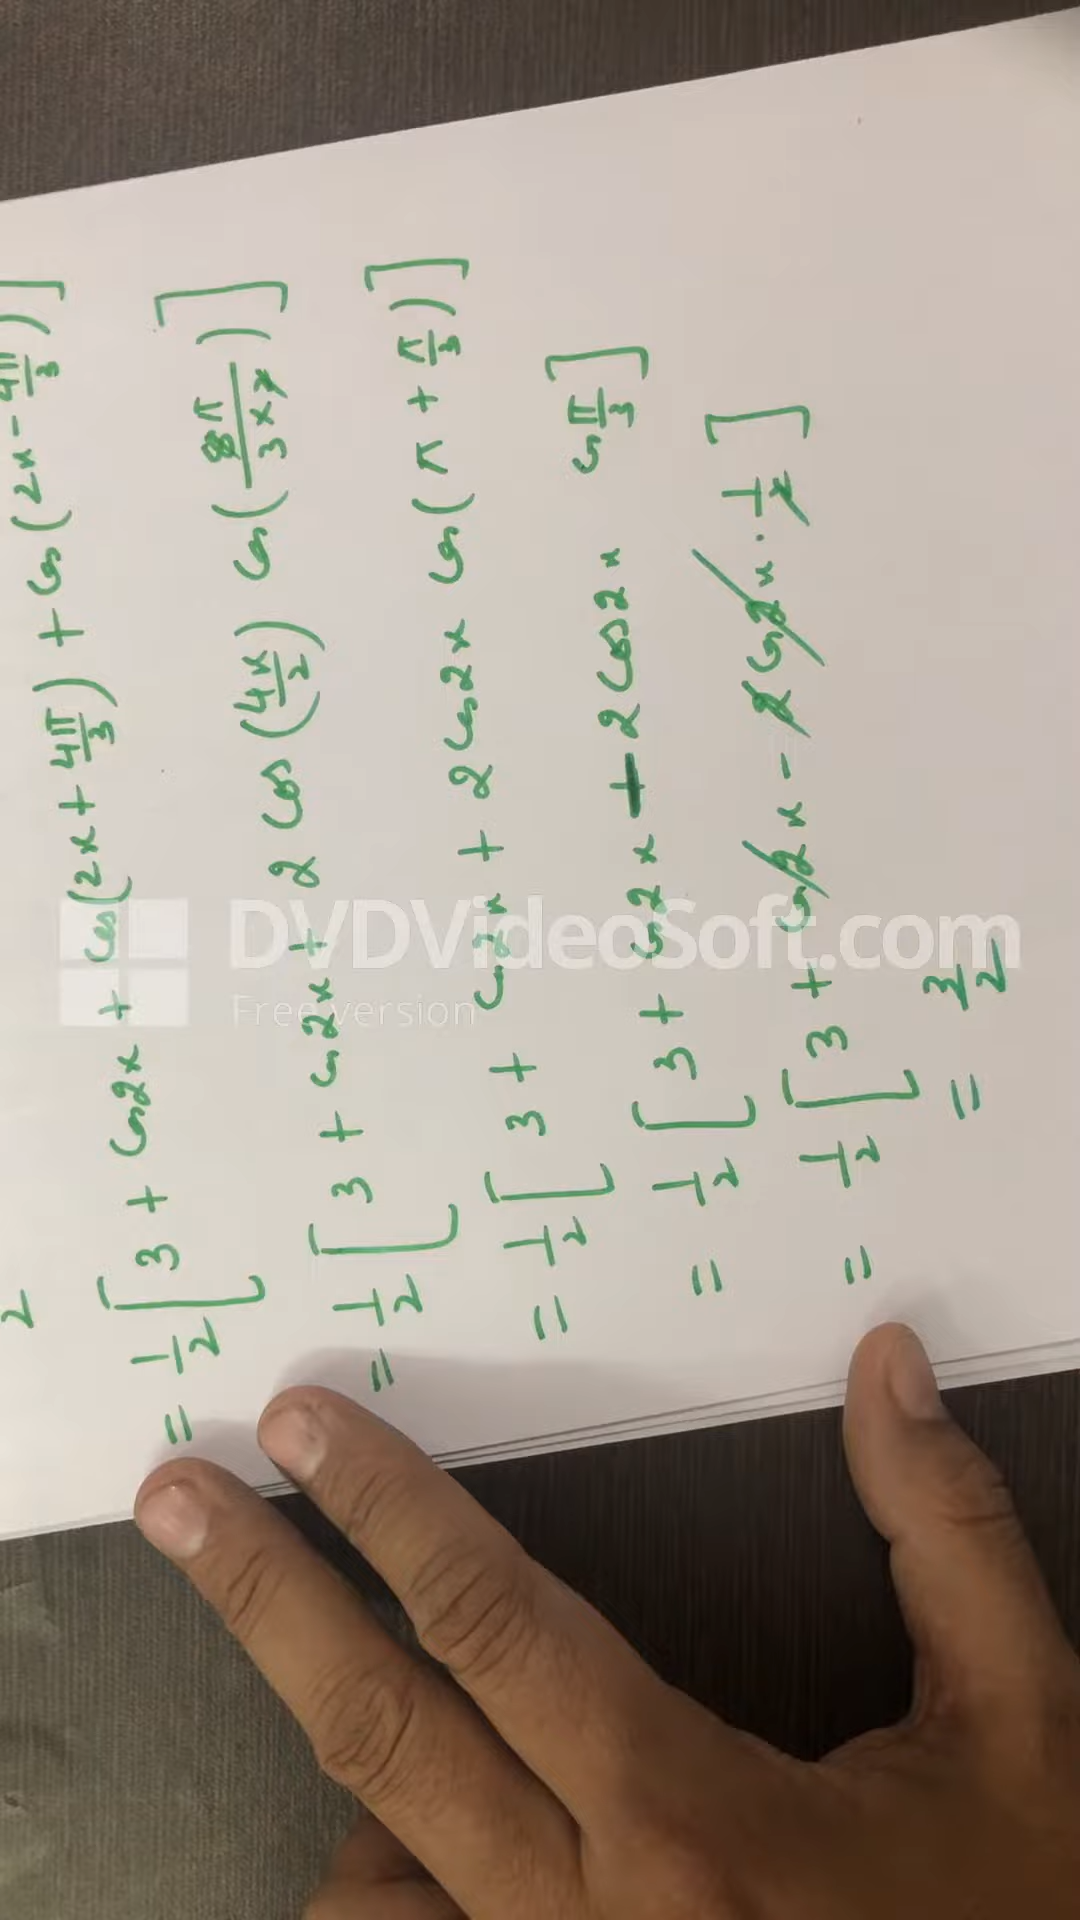 2
= 1/2 [3 + cos2x + cos(2x + 4π/3) + cos(2x - 4π/3)]
= 1/2 [3 + cos2x + 2 cos(4x/2) cos(8π/3×2)]
= 1/2 [3 + cos2x + 2 cos2x cos(π + π/3)]
= 1/2 [3 + cos2x - 2 cos2x cos π/3]
= 1/2 [3 + cos2x - 2 cos2x · 1/2]
= 3/2
DVDVideoSoft.com
Free version